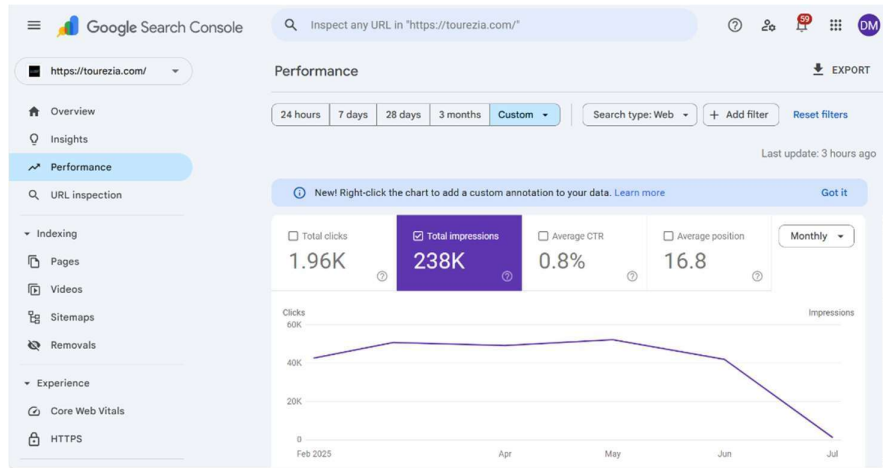 Google Search Console
Inspect any URL in "https://tourezia.com/"
59
DM
https://tourezia.com/
Performance
EXPORT
Overview
Insights
Performance
URL inspection
Indexing
Pages
Videos
Sitemaps
Removals
Experience
Core Web Vitals
HTTPS
24 hours 7 days 28 days 3 months Custom Search type: Web + Add filter Reset filters
Last update: 3 hours ago
New! Right-click the chart to add a custom annotation to your data. Learn more Got it
Total clicks Total impressions Average CTR Average position Monthly
1.96K 238K 0.8% 16.8
Clicks Impressions
60K
40K
20K
0
Feb 2025 Apr May Jun Jul